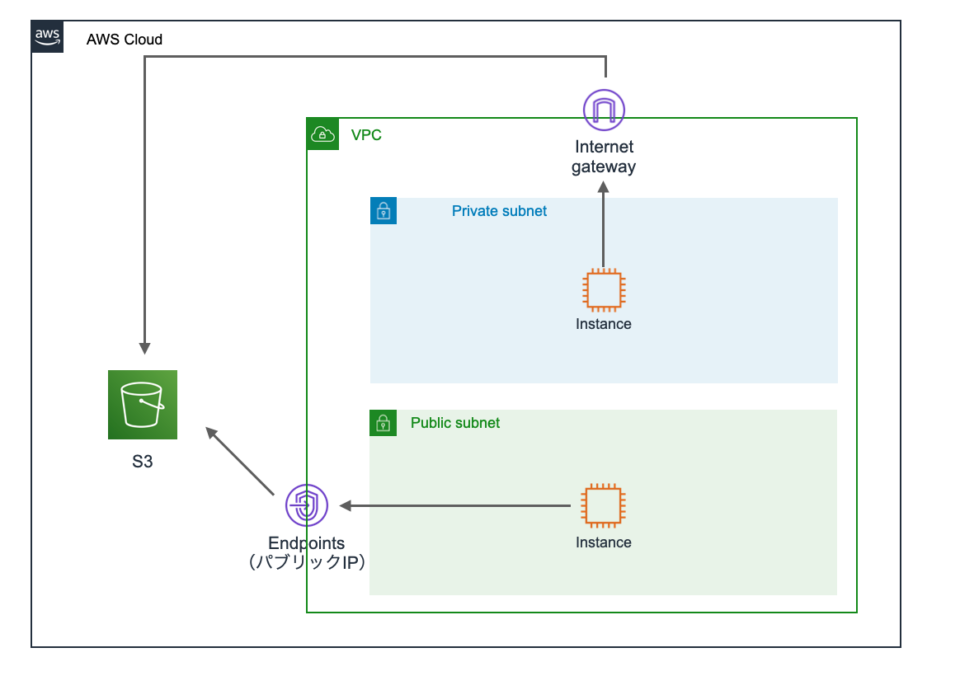 aws
AWS Cloud
VPC
Internet
gateway
Private subnet
Instance
S3
Public subnet
Instance
Endpoints
（パブリックIP）